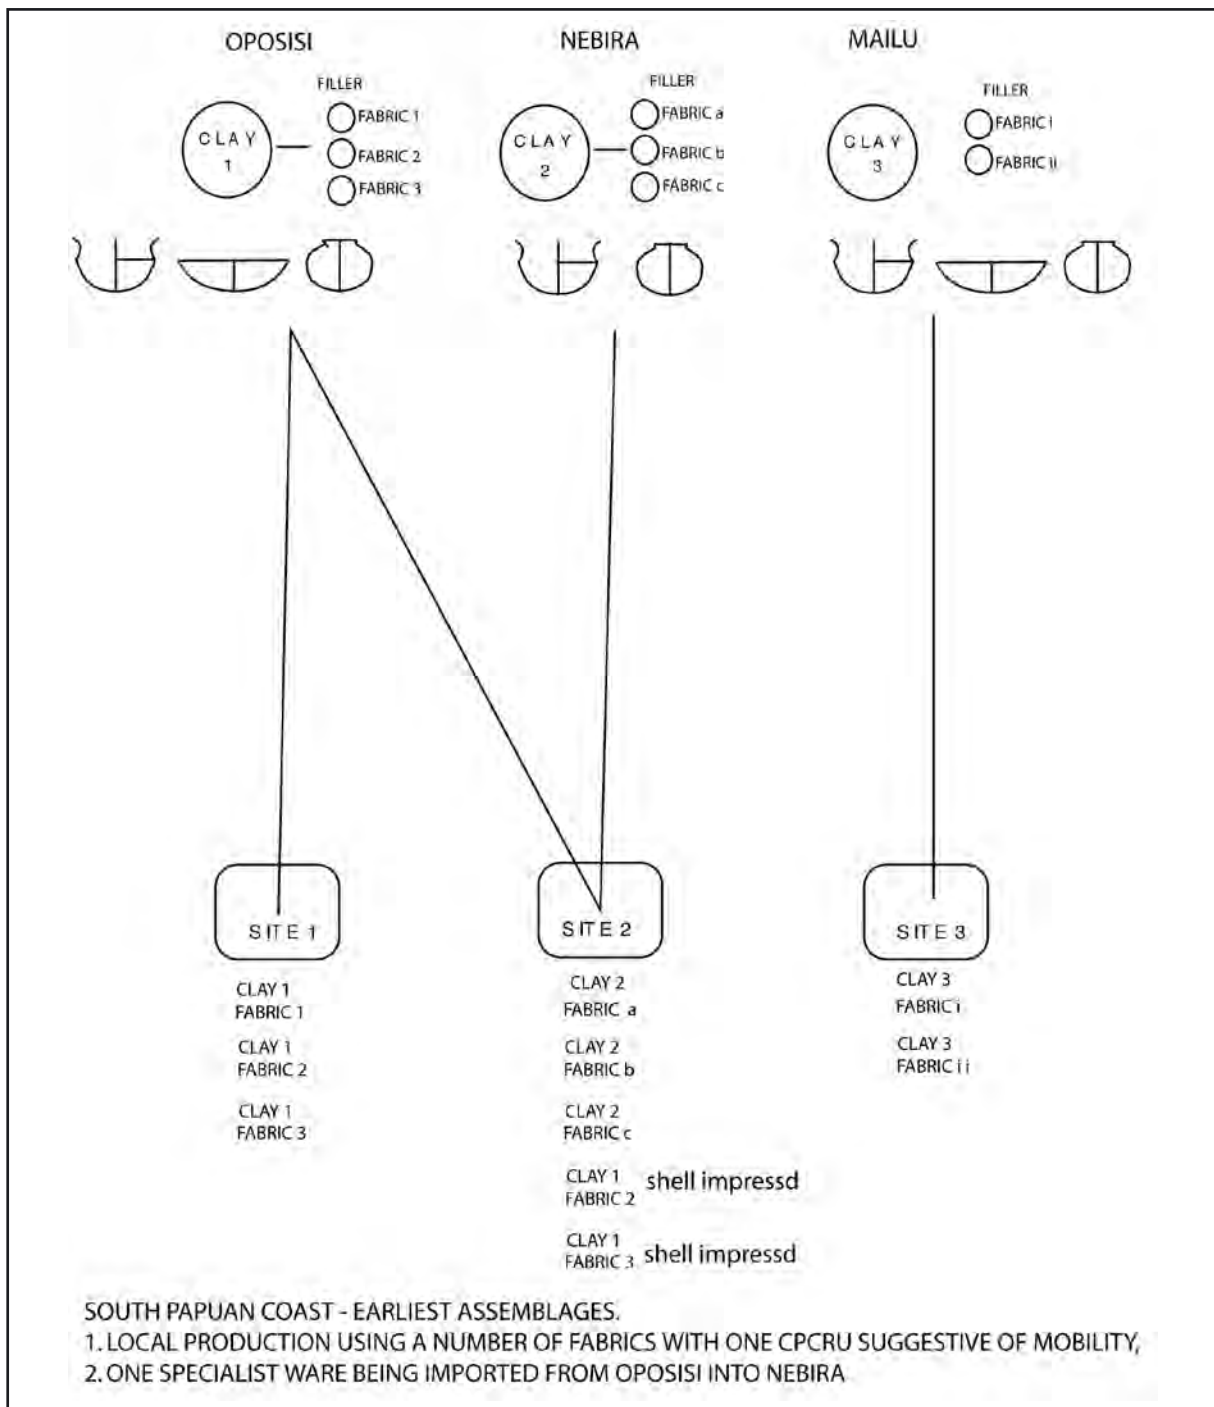 OPOSISI
NEBIRA
MAILU
FILLER
FABRIC 1
FABRIC 2
FABRIC 3
CLAY
1
FILLER
FABRIC a
FABRIC b
FABRIC c
CLAY
2
FILLER
FABRIC i
FABRIC ii
CLAY
3
SITE 1
CLAY 1
FABRIC 1
CLAY 1
FABRIC 2
CLAY 1
FABRIC 3
SITE 2
CLAY 2
FABRIC a
CLAY 2
FABRIC b
CLAY 2
FABRIC c
CLAY 1
FABRIC 2 shell impressd
CLAY 1
FABRIC 3 shell impressd
SITE 3
CLAY 3
FABRIC i
CLAY 3
FABRIC ii
SOUTH PAPUAN COAST - EARLIEST ASSEMBLAGES.
1. LOCAL PRODUCTION USING A NUMBER OF FABRICS WITH ONE CPCRU SUGGESTIVE OF MOBILITY,
2. ONE SPECIALIST WARE BEING IMPORTED FROM OPOSISI INTO NEBIRA